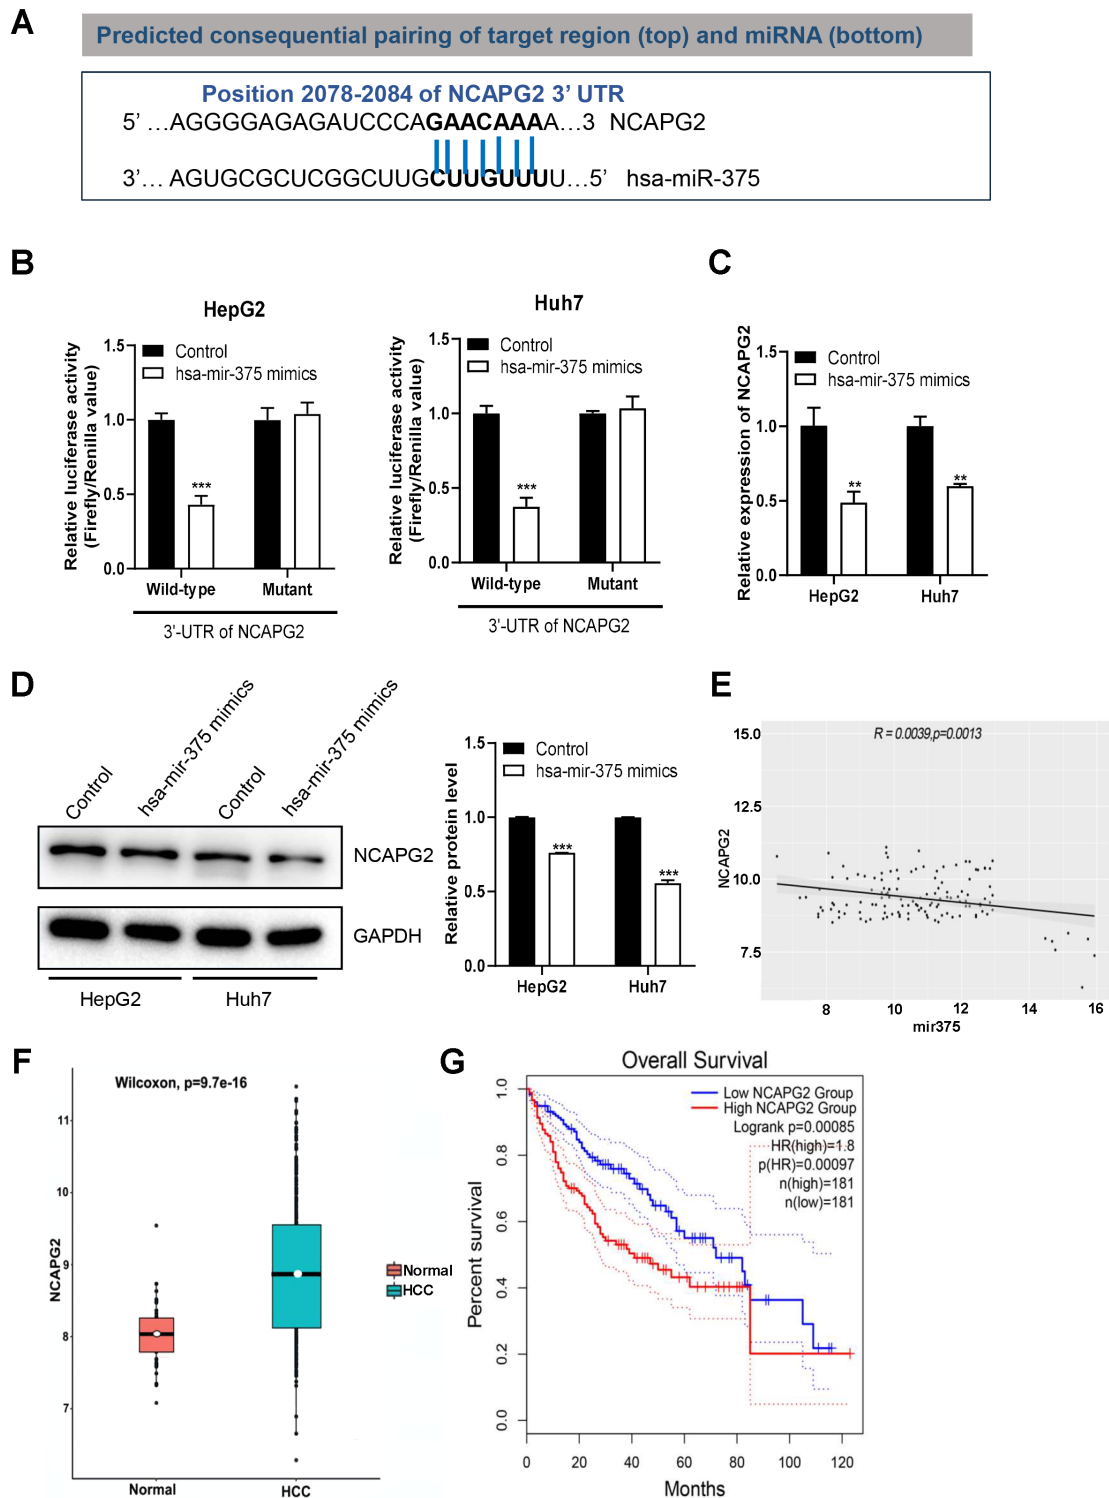 A
Predicted consequential pairing of target region (top) and miRNA (bottom)
Position 2078-2084 of NCAPG2 3’ UTR
5’ …AGGGGAGAGAUCCCAGAACAAAA…3 NCAPG2
3’… AGUGCGCUCGGCUUGCUUGUUUU…5’ hsa-miR-375
B
HepG2
Relative luciferase activity
(Firefly/Renilla value)
1.5
1.0
0.5
0.0
Control
hsa-mir-375 mimics
***
Wild-type
Mutant
3'-UTR of NCAPG2
Huh7
Relative luciferase activity
(Firefly/Renilla value)
1.5
1.0
0.5
0.0
Control
hsa-mir-375 mimics
***
Wild-type
Mutant
3'-UTR of NCAPG2
C
Relative expression of NCAPG2
1.5
1.0
0.5
0.0
Control
hsa-mir-375 mimics
**
**
HepG2
Huh7
D
Control
hsa-mir-375 mimics
Control
hsa-mir-375 mimics
NCAPG2
GAPDH
HepG2
Huh7
Relative protein level
1.5
1.0
0.5
0.0
Control
hsa-mir-375 mimics
***
***
HepG2
Huh7
E
R = 0.0039,p=0.0013
NCAPG2
15.0
12.5
10.0
7.5
8
10
12
14
16
mir375
F
Wilcoxon, p=9.7e-16
NCAPG2
11
10
9
8
7
Normal
HCC
Normal
HCC
G
Overall Survival
Percent survival
1.0
0.8
0.6
0.4
0.2
0.0
Low NCAPG2 Group
High NCAPG2 Group
Logrank p=0.00085
HR(high)=1.8
p(HR)=0.00097
n(high)=181
n(low)=181
0
20
40
60
80
100
120
Months